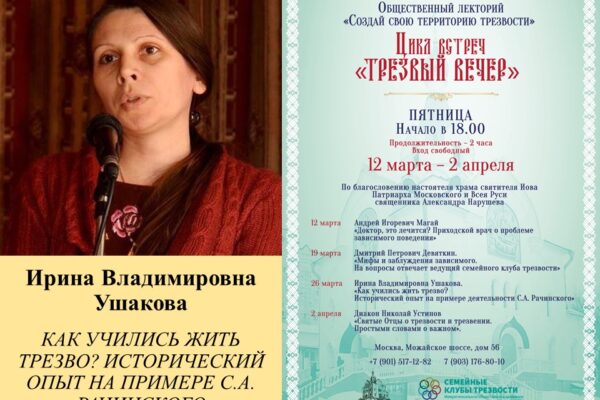 Ирина Владимировна
Ушакова
КАК УЧИЛИСЬ ЖИТЬ
ТРЕЗВО? ИСТОРИЧЕСКИЙ
ОПЫТ НА ПРИМЕРЕ С.А.
РАЧИНСКОГО
Общественный лекторий
«Создай свою территорию трезвости»
Цикл встреч
«Трезвый вечер»
ПЯТНИЦА
Начало в 18.00
Продолжительность – 2 часа
Вход свободный
12 марта – 2 апреля
По благословению настоятеля храма святителя Иова
Патриарха Московского и Всея Руси
священника Александра Нарушева
12 марта Андрей Игоревич Магай
«Доктор, это лечится? Приходской врач о проблеме
зависимого поведения»
19 марта Дмитрий Петрович Девяткин.
«Мифы и заблуждения зависимого.
На вопросы отвечает ведущий семейного клуба трезвости»
26 марта Ирина Владимировна Ушакова.
«Как учились жить трезво?
Исторический опыт на примере деятельности С.А. Рачинского»
2 апреля Диакон Николай Устинов
«Святые Отцы о трезвости и трезвении.
Простыми словами о важном».
Москва, Можайское шоссе, дом 56
+7 (901) 517-12-82 7 (903) 176-80-10
СЕМЕЙНЫЕ
КЛУБЫ ТРЕЗВОСТИ